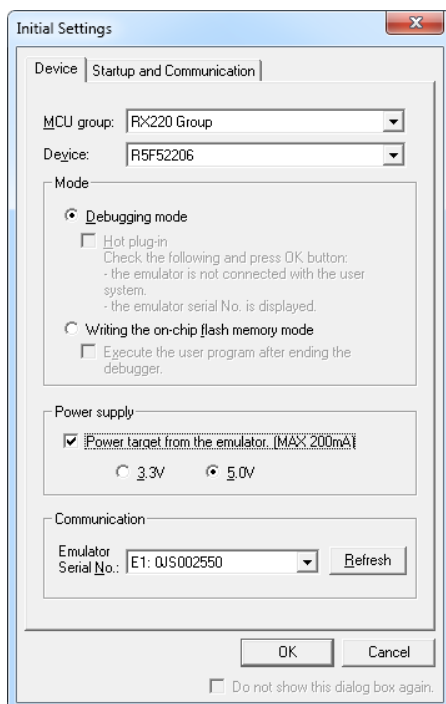 Initial Settings
Device
Startup and Communication
MCU group: RX220 Group
Device: R5F52206
Mode
Debugging mode
Hot plug-in
Check the following and press OK button:
- the emulator is not connected with the user
system.
- the emulator serial No. is displayed.
Writing the on-chip flash memory mode
Execute the user program after ending the
debugger.
Power supply
Power target from the emulator. (MAX 200mA)
3.3V 5.0V
Communication
Emulator
Serial No.: E1: 0JS002550 Refresh
OK Cancel
Do not show this dialog box again.